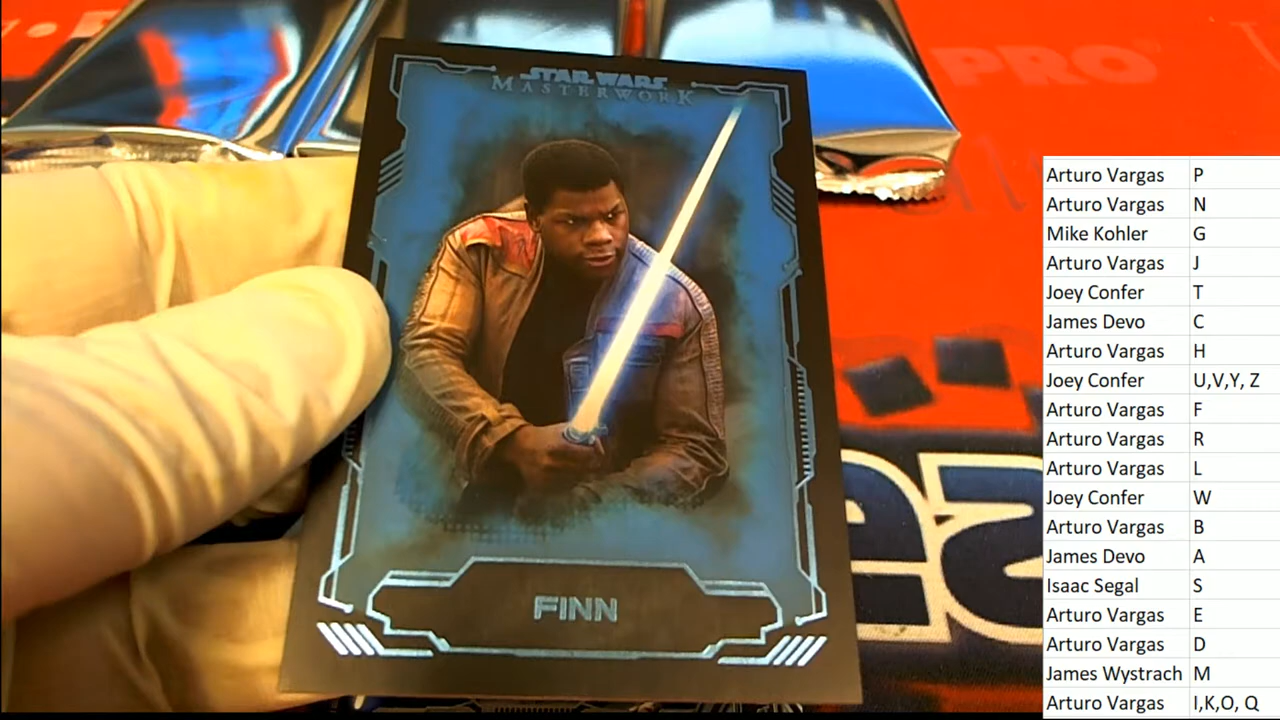 PRO
STAR WARS
MASTERWORK
FINN
Arturo Vargas P
Arturo Vargas N
Mike Kohler G
Arturo Vargas J
Joey Confer T
James Devo C
Arturo Vargas H
Joey Confer U,V,Y, Z
Arturo Vargas F
Arturo Vargas R
Arturo Vargas L
Joey Confer W
Arturo Vargas B
James Devo A
Isaac Segal S
Arturo Vargas E
Arturo Vargas D
James Wystrach M
Arturo Vargas I,K,O, Q